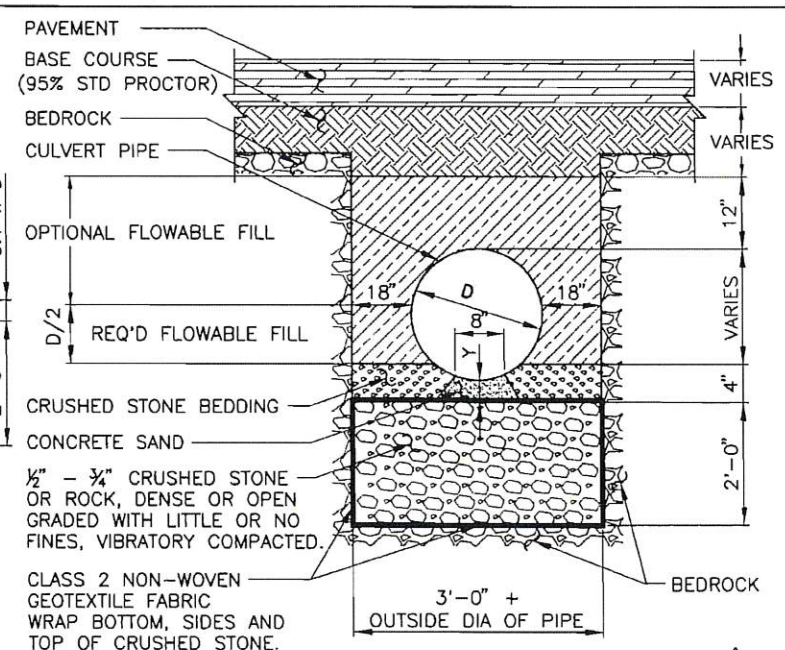 PAVEMENT
BASE COURSE
(95% STD PROCTOR)
BEDROCK
CULVERT PIPE
OPTIONAL FLOWABLE FILL
D/2
REQ'D FLOWABLE FILL
CRUSHED STONE BEDDING
CONCRETE SAND
½" - ¾" CRUSHED STONE
OR ROCK, DENSE OR OPEN
GRADED WITH LITTLE OR NO
FINES, VIBRATORY COMPACTED.
CLASS 2 NON-WOVEN
GEOTEXTILE FABRIC
WRAP BOTTOM, SIDES AND
TOP OF CRUSHED STONE.
18"
D
18"
8"
Y
VARIES
VARIES
12"
VARIES
4"
2'-0"
BEDROCK
3'-0" +
OUTSIDE DIA OF PIPE